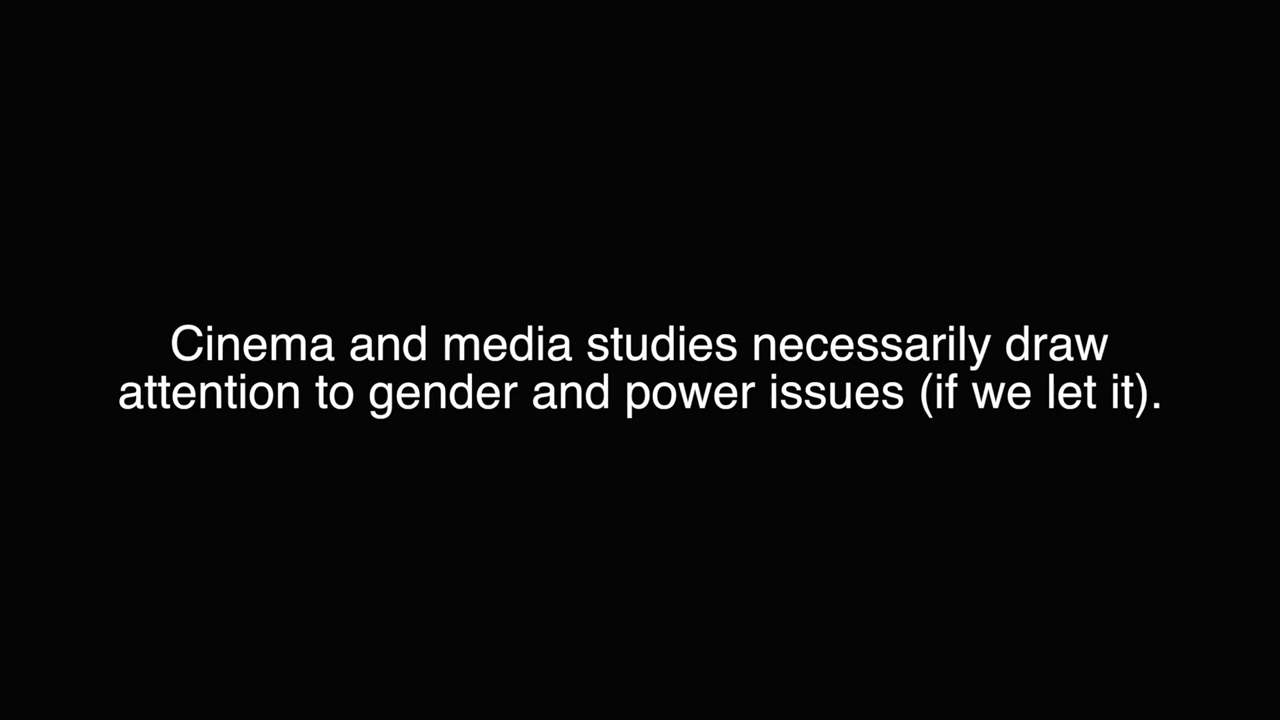 Cinema and media studies necessarily draw
attention to gender and power issues (if we let it).